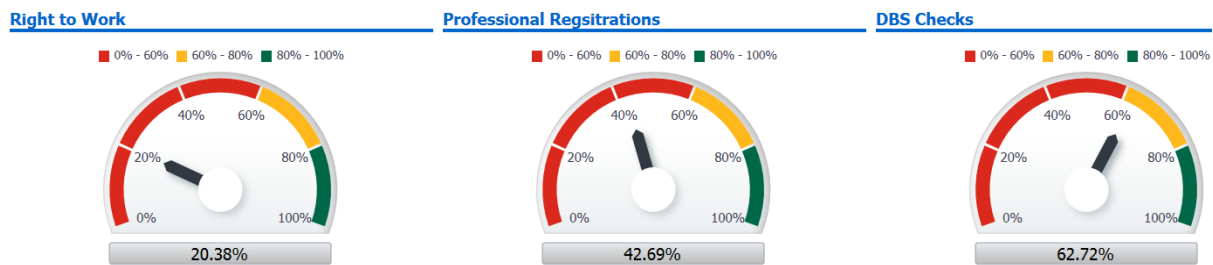 Right to Work
0% - 60% 60% - 80% 80% - 100%
40% 60%
20% 80%
0% 100%
20.38%
Professional Regsitrations
0% - 60% 60% - 80% 80% - 100%
40% 60%
20% 80%
0% 100%
42.69%
DBS Checks
0% - 60% 60% - 80% 80% - 100%
40% 60%
20% 80%
0% 100%
62.72%